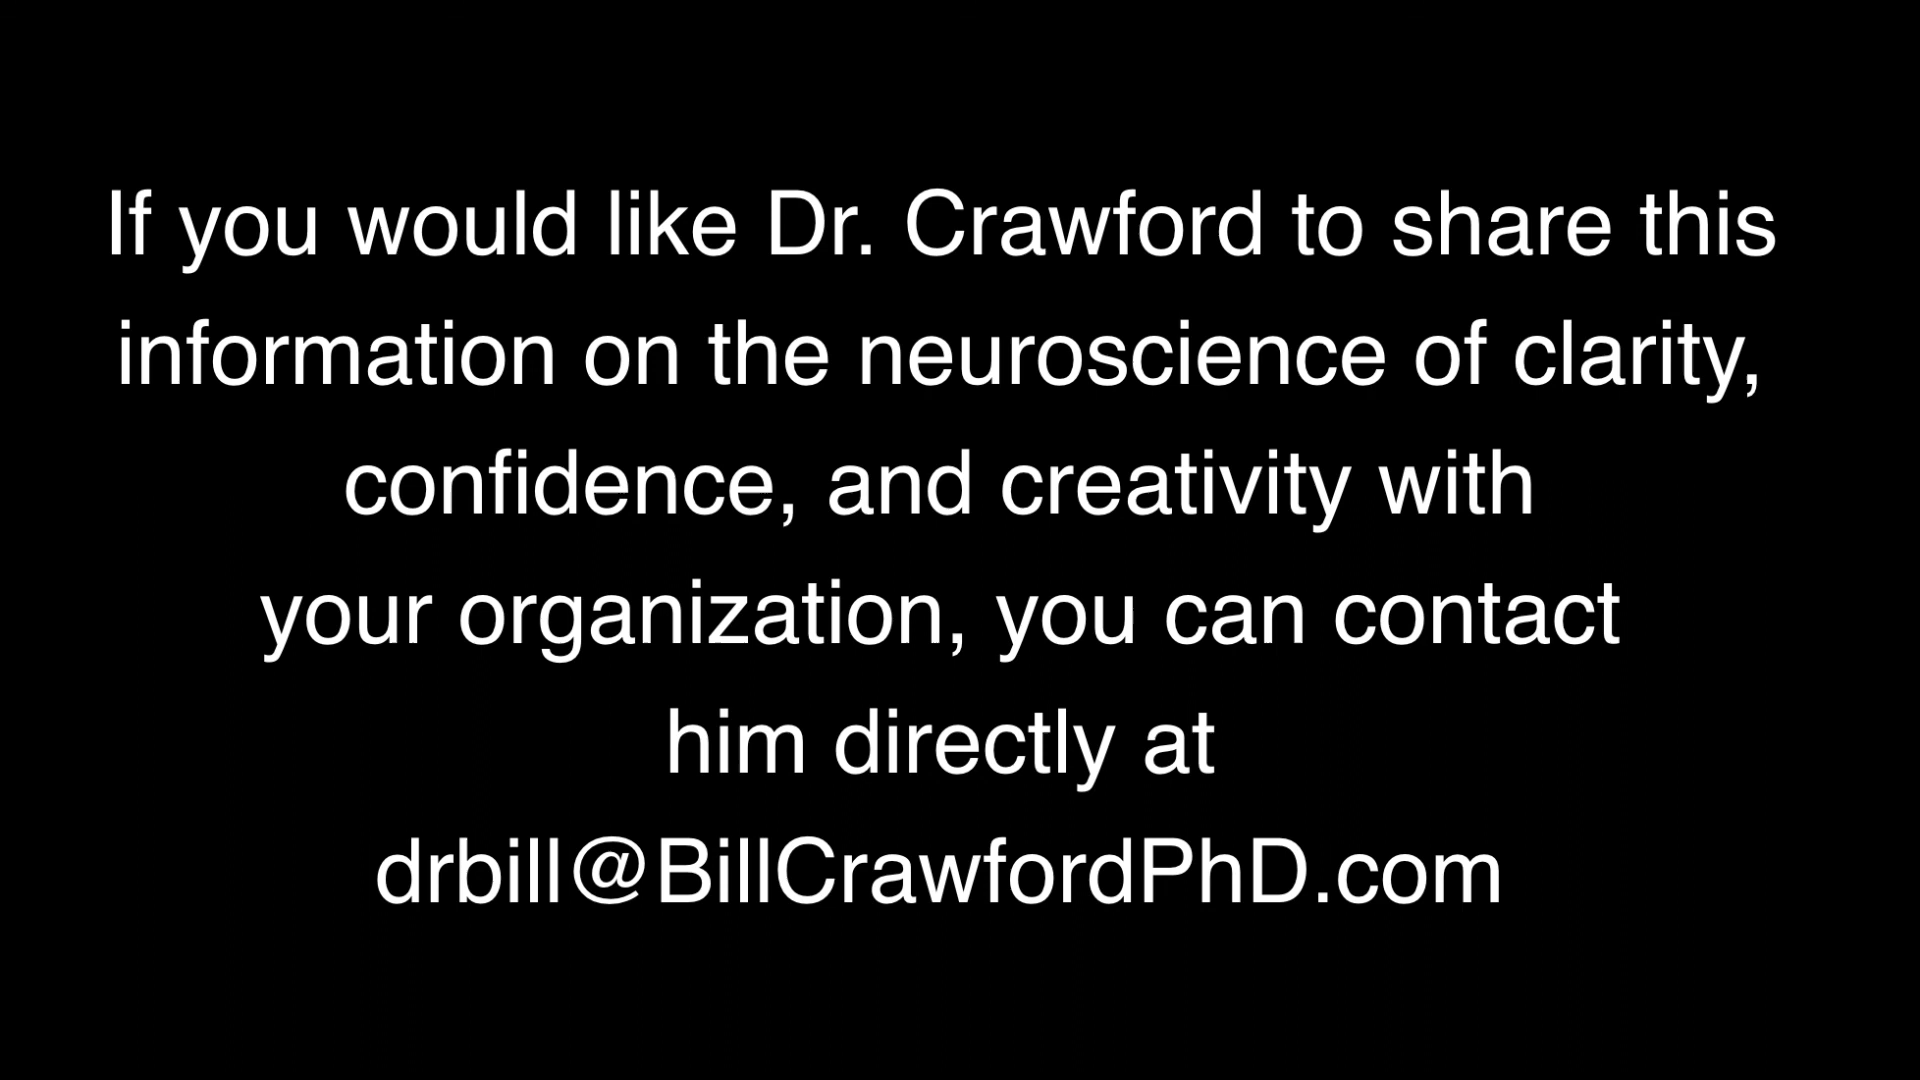 If you would like Dr. Crawford to share this
information on the neuroscience of clarity,
confidence, and creativity with
your organization, you can contact
him directly at
drbill@BillCrawfordPhD.com